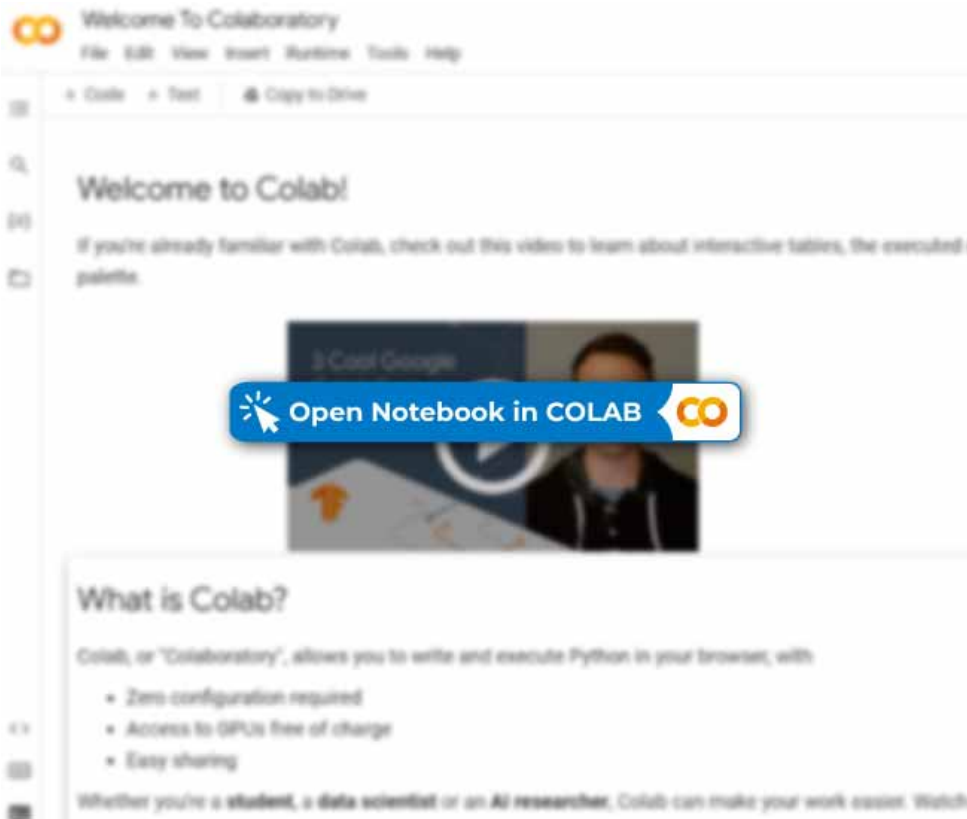 Welcome To Colaboratory
File Edit View Insert Runtime Tools Help
+ Code + Text Copy to Drive
Welcome to Colab!
If you're already familiar with Colab, check out this video to learn about interactive tables, the executed
palette.
3 Cool Google
Open Notebook in COLAB
What is Colab?
Colab, or "Colaboratory", allows you to write and execute Python in your browser, with
• Zero configuration required
• Access to GPUs free of charge
• Easy sharing
Whether you're a student, a data scientist or an AI researcher, Colab can make your work easier. Watch